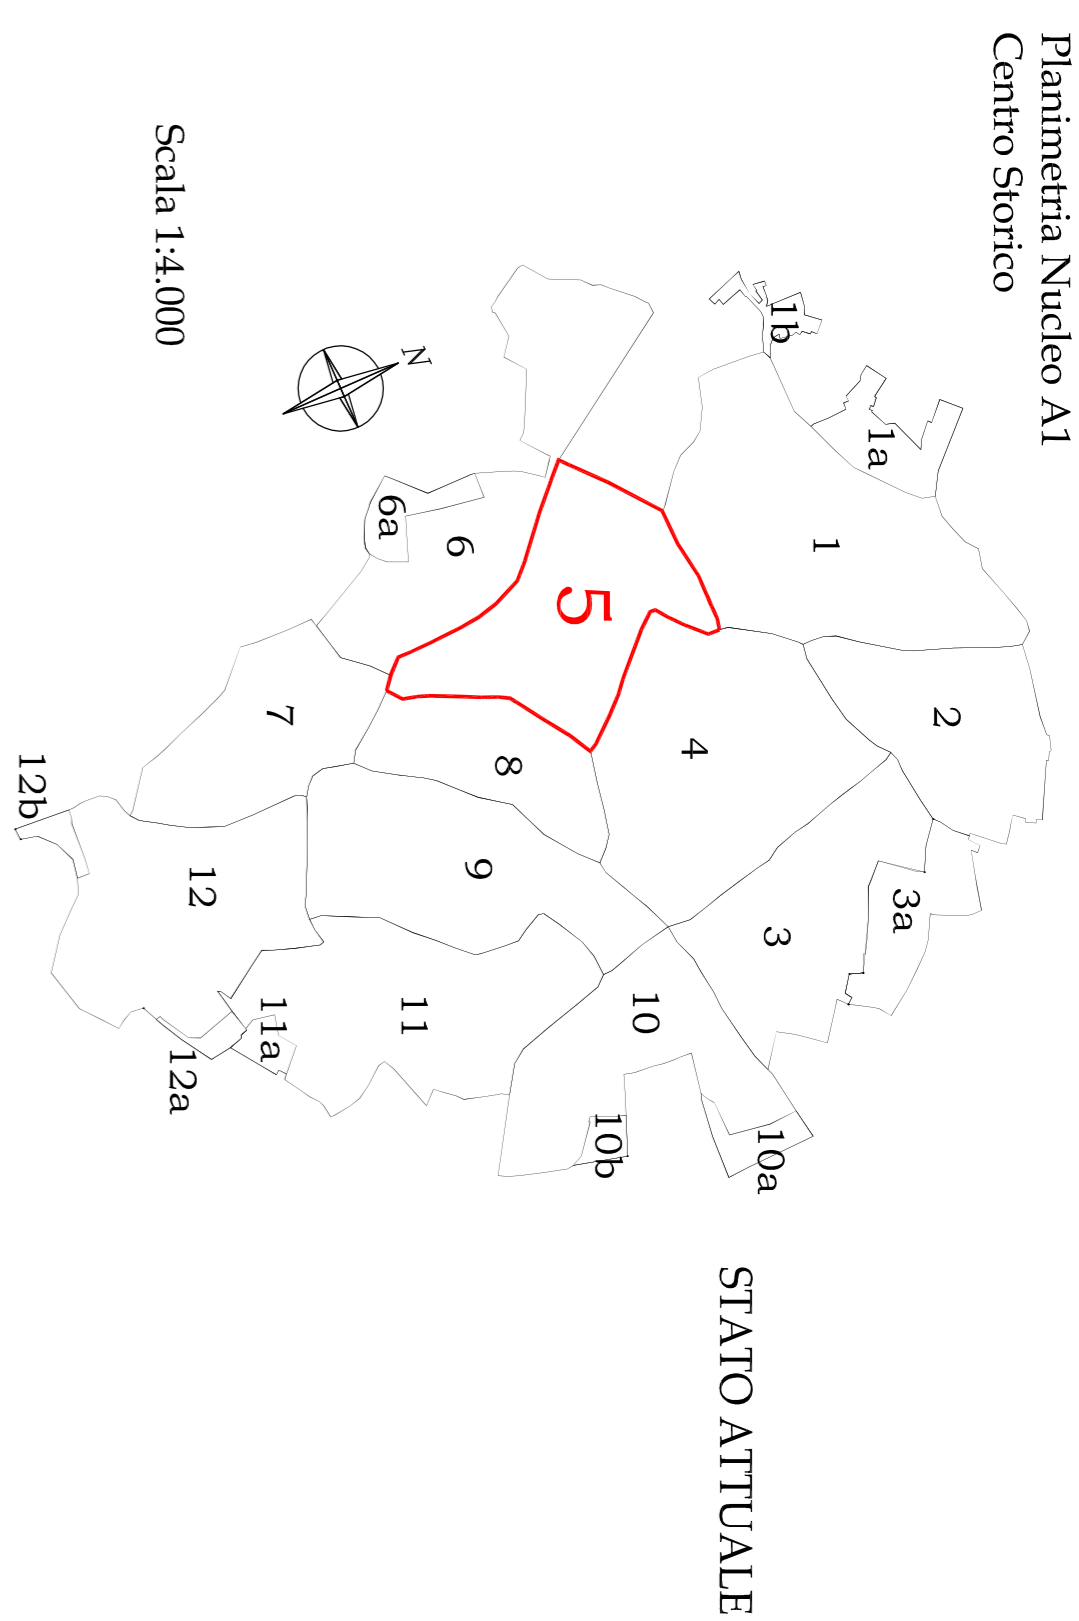 Planimetria Nucleo A1
Centro Storico
Scala 1:4.000
N
1b
1a
1
2
3a
3
4
5
6a
6
7
8
9
10
10a
10b
11
11a
12
12a
12b
STATO ATTUALE